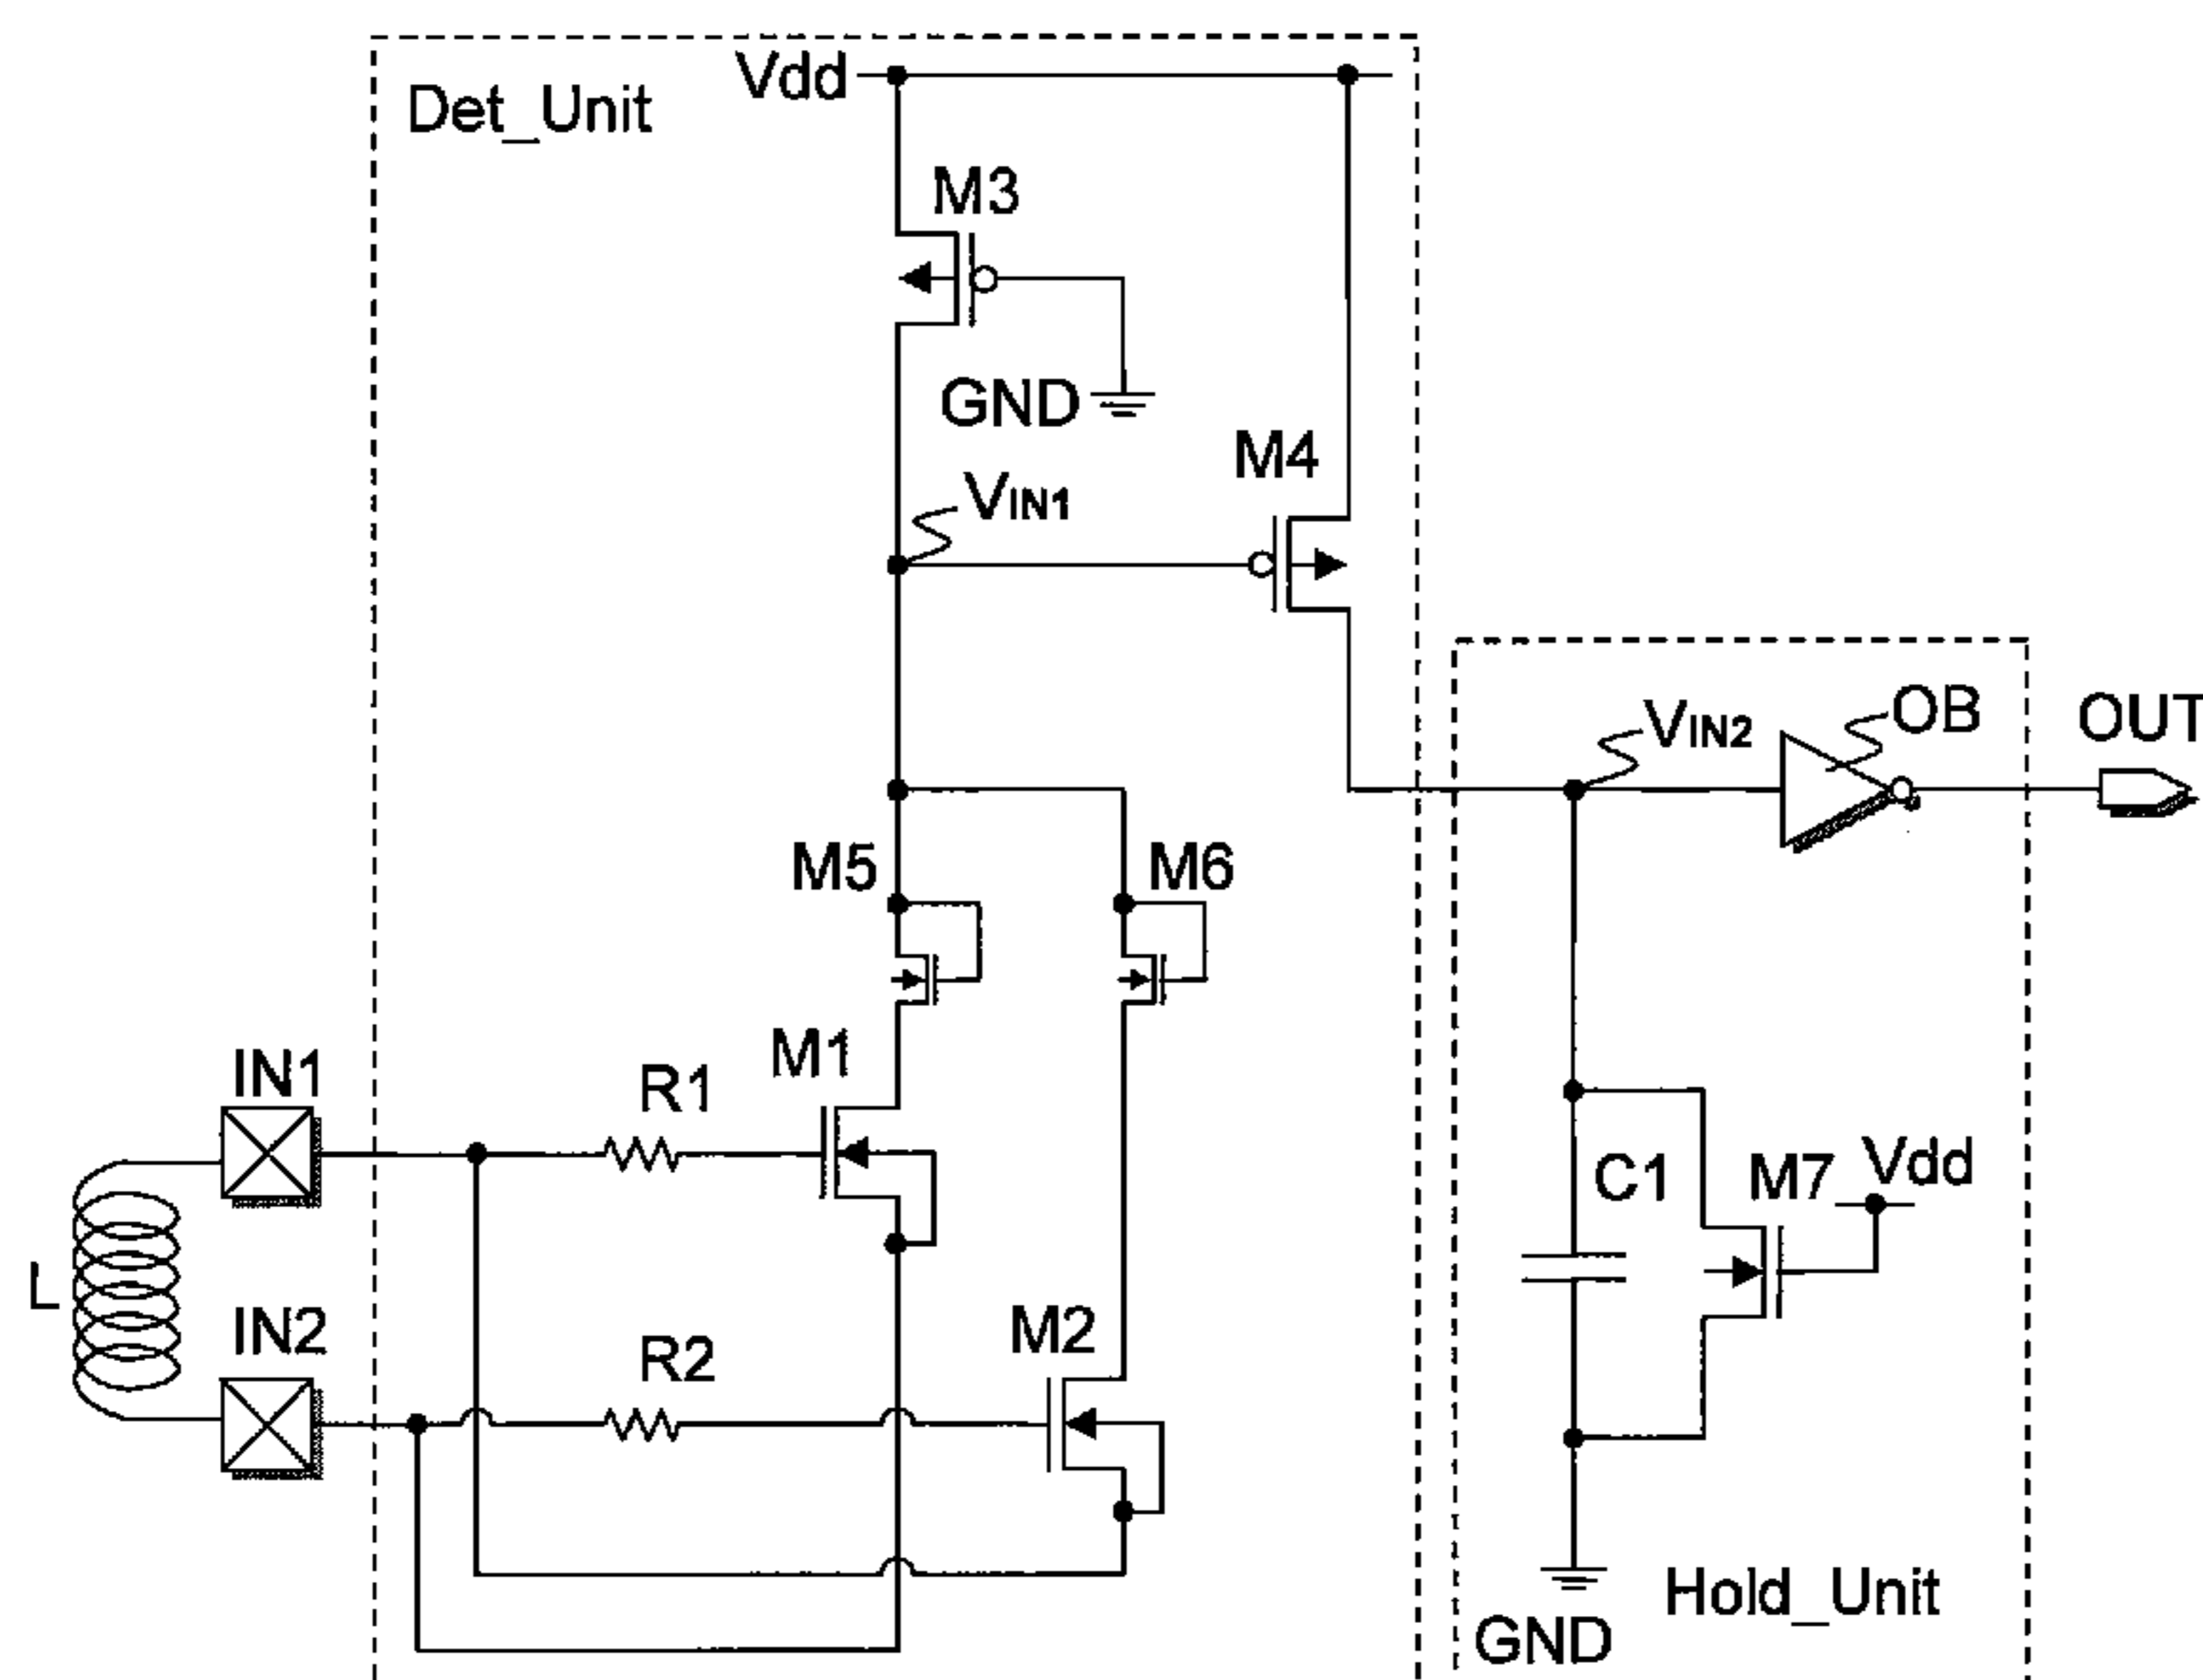 Vdd
Det_Unit
M3
GND
M4
VIN1
VIN2
OB
OUT
M5
M6
M1
IN1
R1
C1
M7
Vdd
L
IN2
R2
M2
Hold_Unit
GND